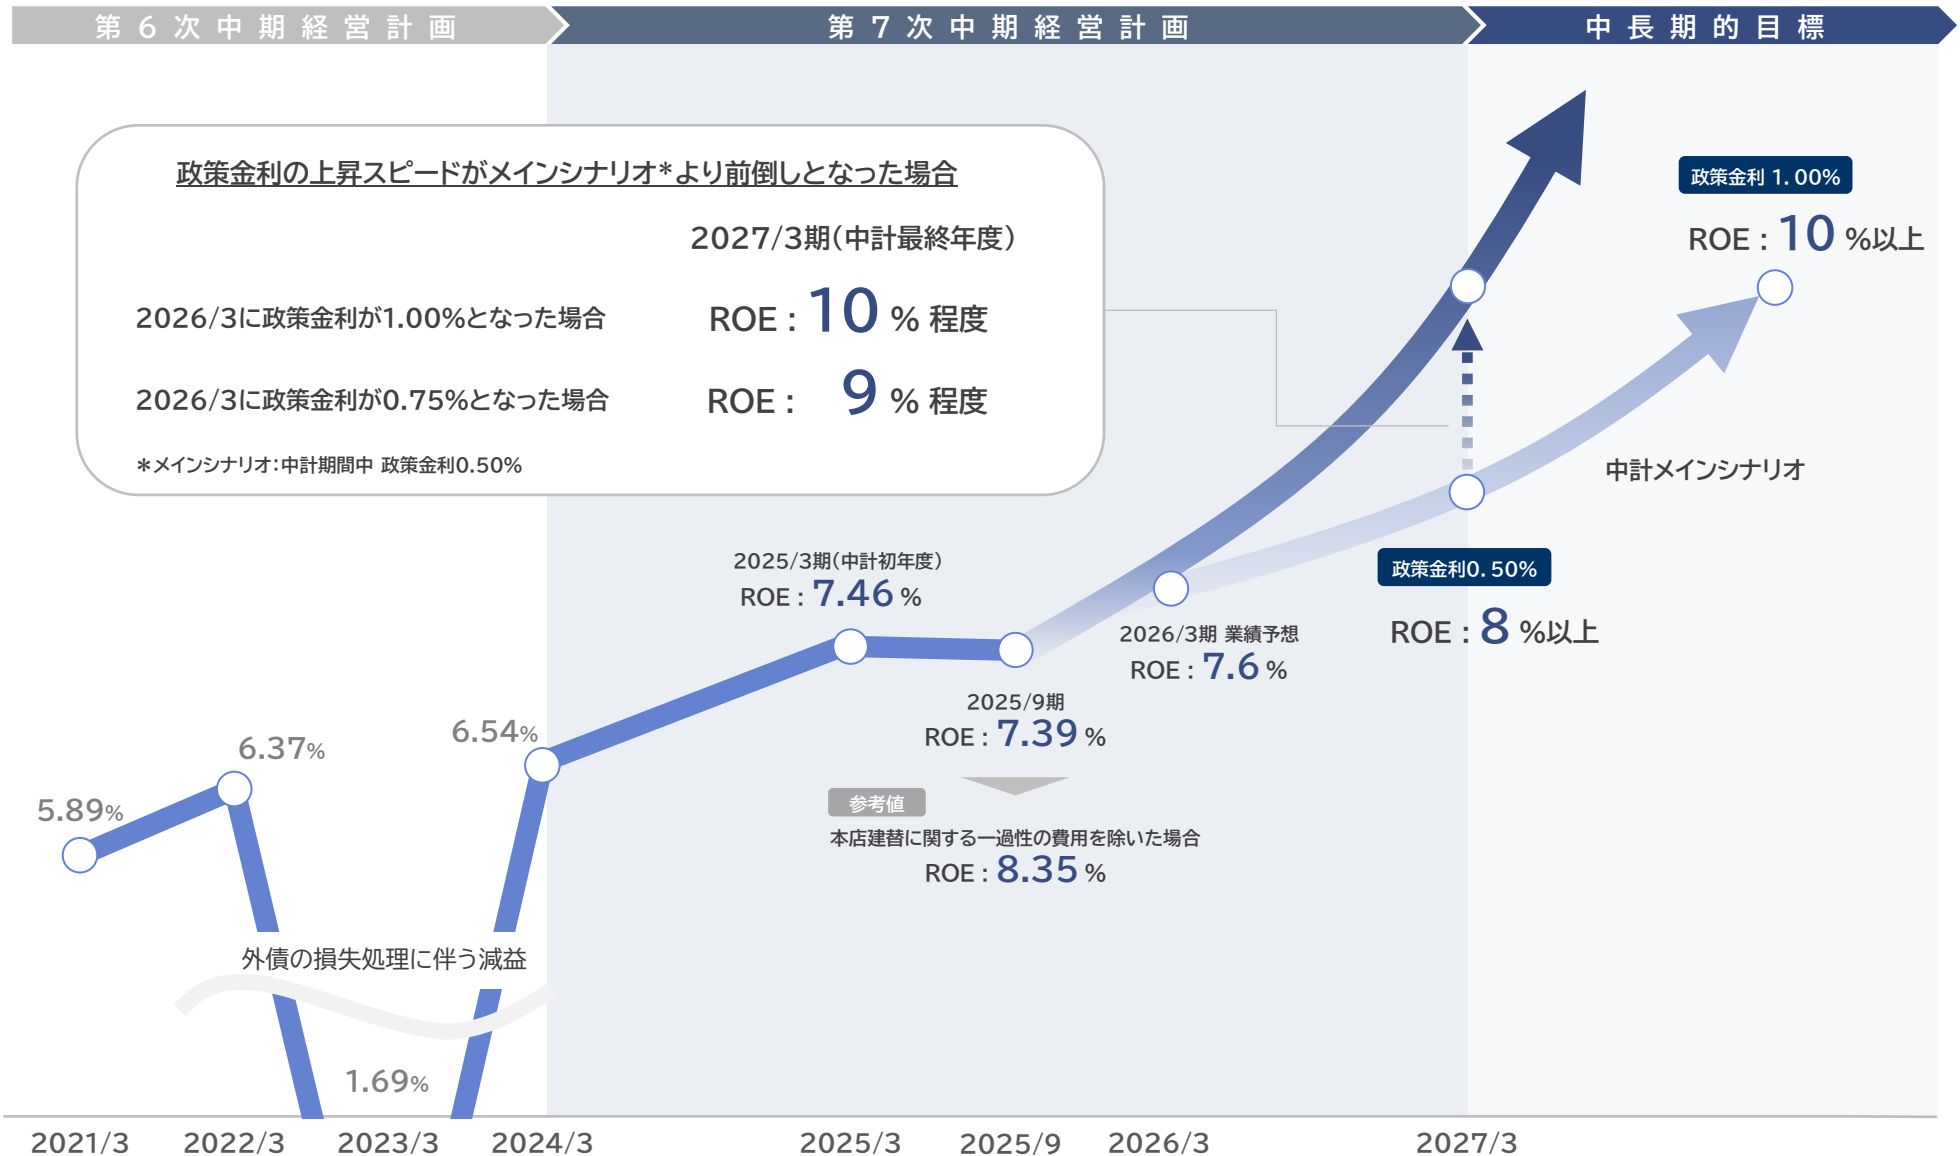 第6次中期経営計画
第7次中期経営計画
中長期的目標
政策金利の上昇スピードがメインシナリオ*より前倒しとなった場合
2027/3期(中計最終年度)
2026/3に政策金利が1.00%となった場合 ROE : 10 % 程度
2026/3に政策金利が0.75%となった場合 ROE : 9 % 程度
*メインシナリオ:中計期間中 政策金利0.50%
政策金利 1.00%
ROE : 10 %以上
中計メインシナリオ
政策金利0.50%
ROE : 8 %以上
2025/3期(中計初年度)
ROE : 7.46 %
2026/3期 業績予想
ROE : 7.6 %
2025/9期
ROE : 7.39 %
参考値
本店建替に関する一過性の費用を除いた場合
ROE : 8.35 %
5.89%
6.37%
6.54%
外債の損失処理に伴う減益
1.69%
2021/3 2022/3 2023/3 2024/3 2025/3 2025/9 2026/3 2027/3